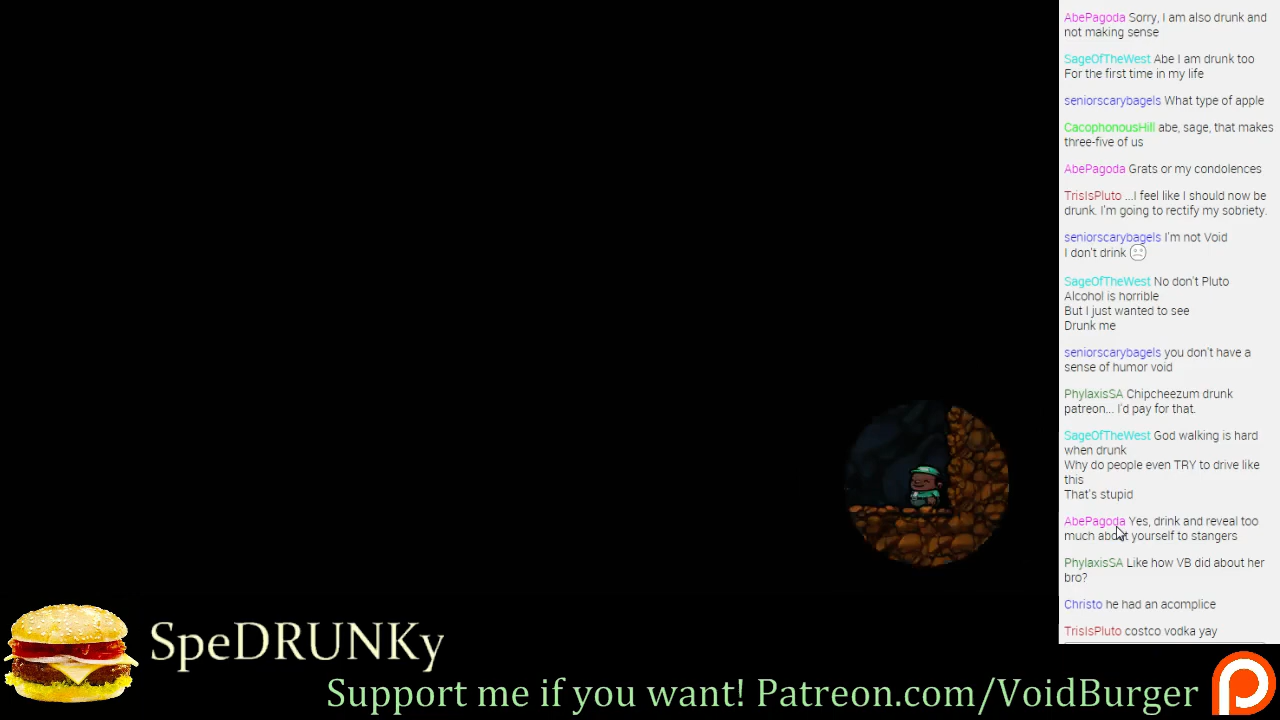 AbePagoda Sorry, I am also drunk and
not making sense
SageOfTheWest Abe I am drunk too
For the first time in my life
seniorscarybagels What type of apple
CacophonousHill abe, sage, that makes
three-five of us
AbePagoda Grats or my condolences
TrisIsPluto ...I feel like I should now be
drunk. I'm going to rectify my sobriety.
seniorscarybagels I'm not Void
I don't drink
SageOfTheWest No don't Pluto
Alcohol is horrible
But I just wanted to see
Drunk me
seniorscarybagels you don't have a
sense of humor void
PhylaxisSA Chipcheezum drunk
patreon... I'd pay for that.
SageOfTheWest God walking is hard
when drunk
Why do people even TRY to drive like
this
That's stupid
AbePagoda Yes, drink and reveal too
much about yourself to stangers
PhylaxisSA Like how VB did about her
bro?
Christo he had an acomplice
TrisIsPluto costco vodka yay
SpeDRUNKy
Support me if you want! Patreon.com/VoidBurger